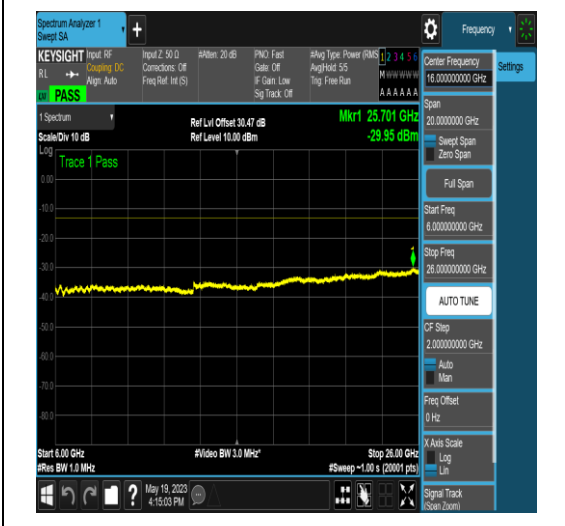 Spectrum Analyzer 1
Swept SA
+
Frequency
KEYSIGHT
RL
PASS
Input: RF
Coupling: DC
Align: Auto
Input Z: 50 Ω
Corrections: Off
Freq Ref: Int (S)
#Atten: 20 dB
PNO: Fast
Gate: Off
IF Gain: Low
Sig Track: Off
#Avg Type: Power (RMS
Avg|Hold: 5/5
Trig: Free Run
1 2 3 4 5 6
M W W W W W
A A A A A A
1 Spectrum
Scale/Div 10 dB
Ref Lvl Offset 30.47 dB
Ref Level 10.00 dBm
Mkr1 25.701 GHz
-29.95 dBm
Log
Trace 1 Pass
0.00
-10.0
-20.0
-30.0
-40.0
-50.0
-60.0
-70.0
-80.0
1
Start 6.00 GHz
#Res BW 1.0 MHz
#Video BW 3.0 MHz*
Stop 26.00 GHz
#Sweep ~1.00 s (20001 pts)
Center Frequency
16.000000000 GHz
Settings
Span
20.0000000 GHz
Swept Span
Zero Span
Full Span
Start Freq
6.000000000 GHz
Stop Freq
26.000000000 GHz
AUTO TUNE
CF Step
2.000000000 GHz
Auto
Man
Freq Offset
0 Hz
X Axis Scale
Log
Lin
Signal Track
(Span Zoom)
?
May 19, 2023
4:15:03 PM